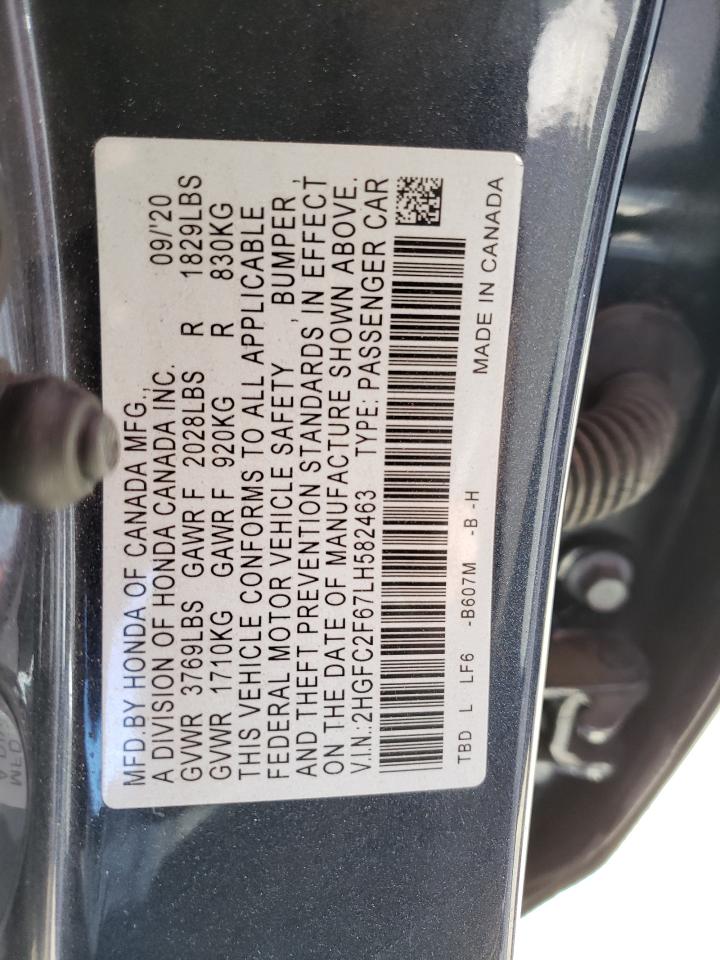 MFD.BY HONDA OF CANADA MFG.,
A DIVISION OF HONDA CANADA INC. 09/'20
GVWR 3769LBS GAWR F 2028LBS R 1829LBS
GVWR 1710KG GAWR F 920KG R 830KG
THIS VEHICLE CONFORMS TO ALL APPLICABLE
FEDERAL MOTOR VEHICLE SAFETY , BUMPER ,
AND THEFT PREVENTION STANDARDS IN EFFECT
ON THE DATE OF MANUFACTURE SHOWN ABOVE.
V.I.N.:2HGFC2F67LH582463 TYPE: PASSENGER CAR
TBD L LF6 -B607M -B -H
MADE IN CANADA